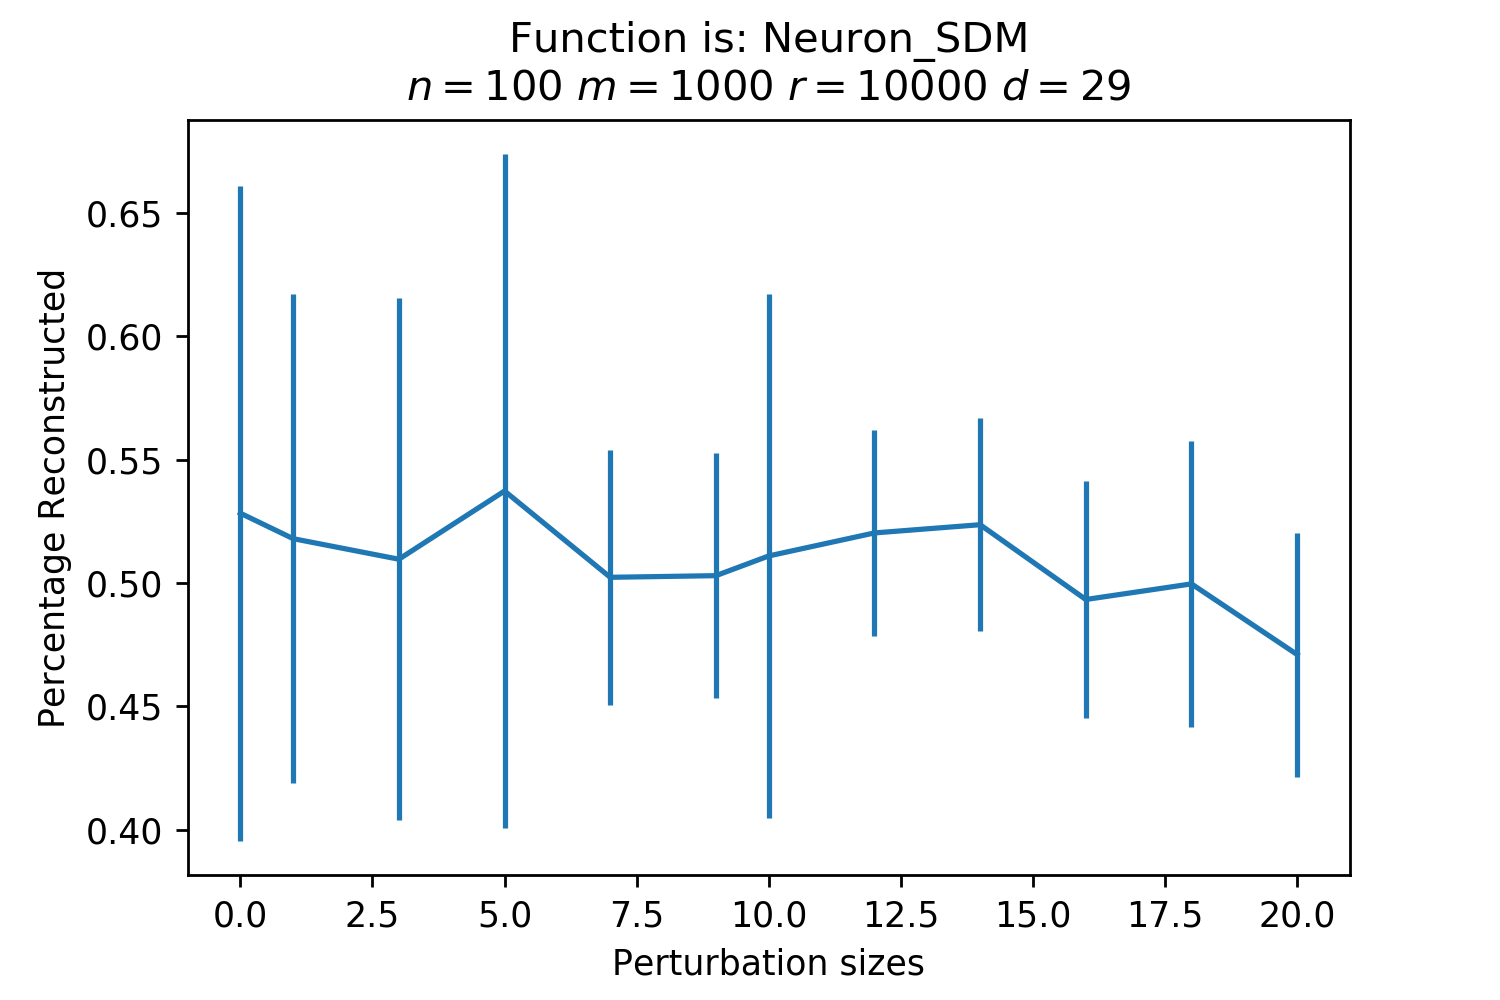 Function is: Neuron_SDM
n = 100 m = 1000 r = 10000 d = 29
Percentage Reconstructed
0.65
0.60
0.55
0.50
0.45
0.40
0.0 2.5 5.0 7.5 10.0 12.5 15.0 17.5 20.0
Perturbation sizes